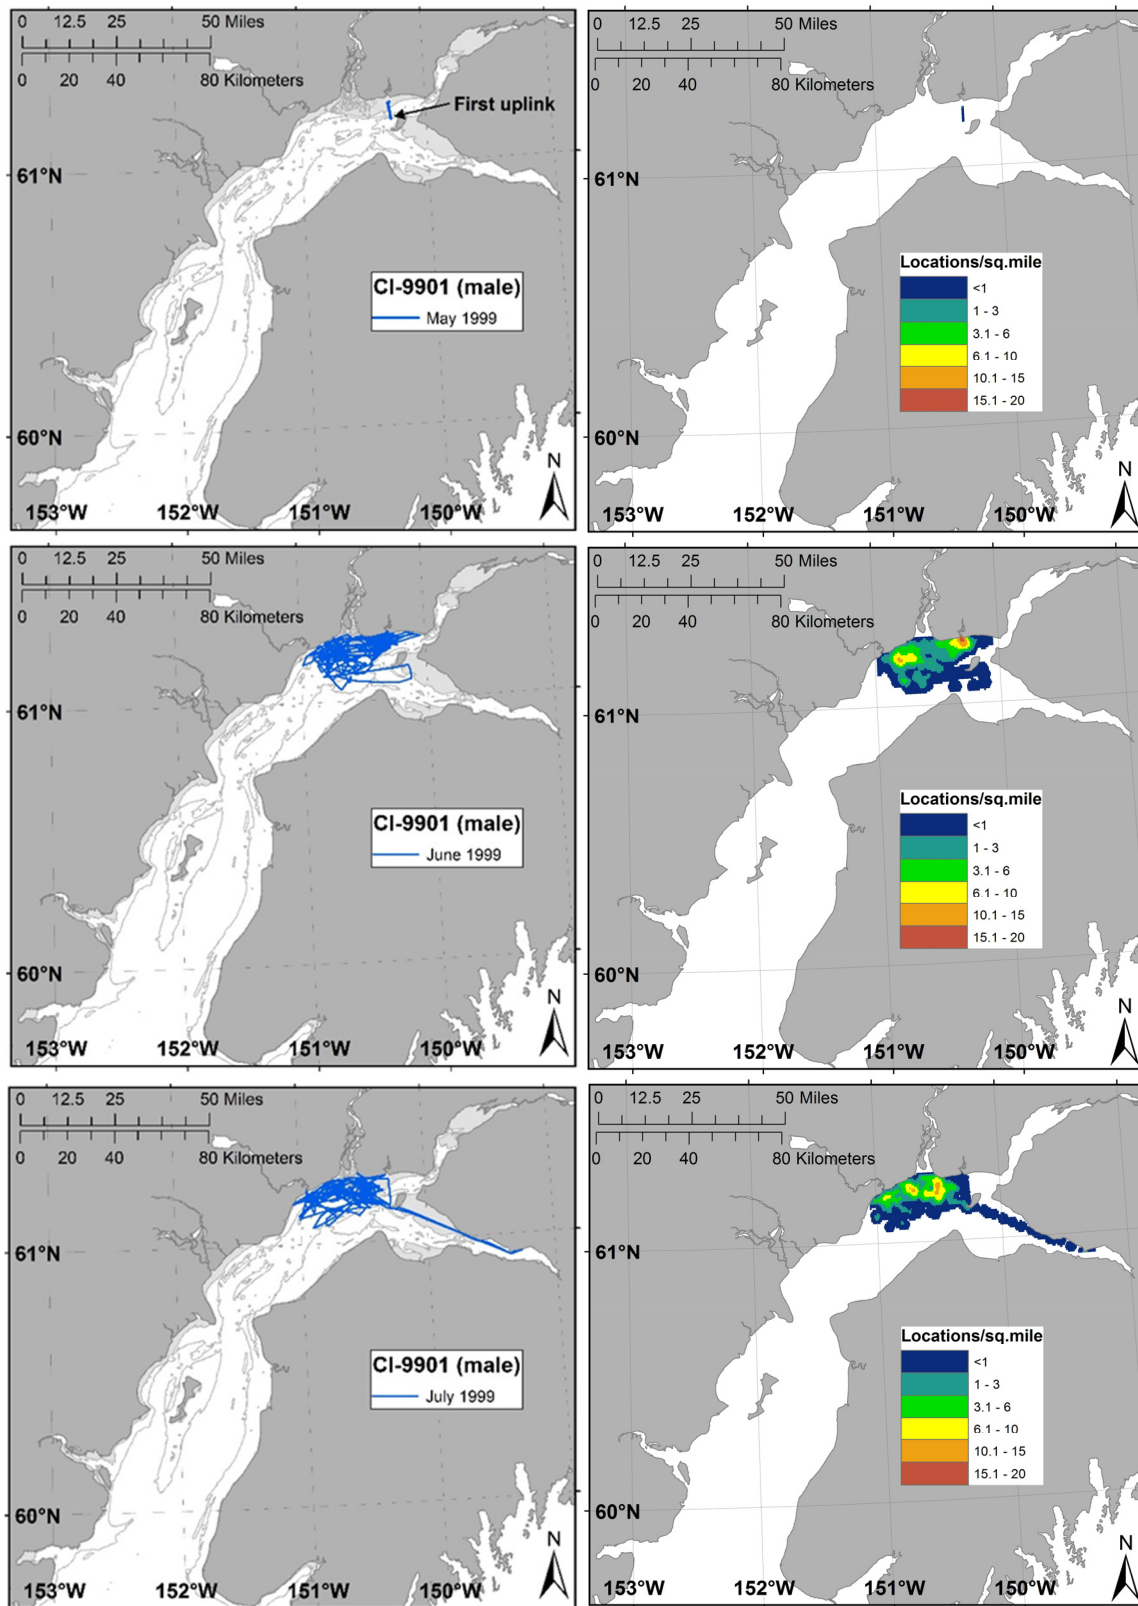 0 12.5 25 50 Miles
0 20 40 80 Kilometers
First uplink
61°N
CI-9901 (male)
May 1999
60°N
N
153°W 152°W 151°W 150°W
0 12.5 25 50 Miles
0 20 40 80 Kilometers
61°N
Locations/sq.mile
<1
1 - 3
3.1 - 6
6.1 - 10
10.1 - 15
15.1 - 20
60°N
N
153°W 152°W 151°W 150°W
0 12.5 25 50 Miles
0 20 40 80 Kilometers
61°N
CI-9901 (male)
June 1999
60°N
N
153°W 152°W 151°W 150°W
0 12.5 25 50 Miles
0 20 40 80 Kilometers
61°N
Locations/sq.mile
<1
1 - 3
3.1 - 6
6.1 - 10
10.1 - 15
15.1 - 20
60°N
N
153°W 152°W 151°W 150°W
0 12.5 25 50 Miles
0 20 40 80 Kilometers
61°N
CI-9901 (male)
July 1999
60°N
N
153°W 152°W 151°W 150°W
0 12.5 25 50 Miles
0 20 40 80 Kilometers
61°N
Locations/sq.mile
<1
1 - 3
3.1 - 6
6.1 - 10
10.1 - 15
15.1 - 20
60°N
N
153°W 152°W 151°W 150°W